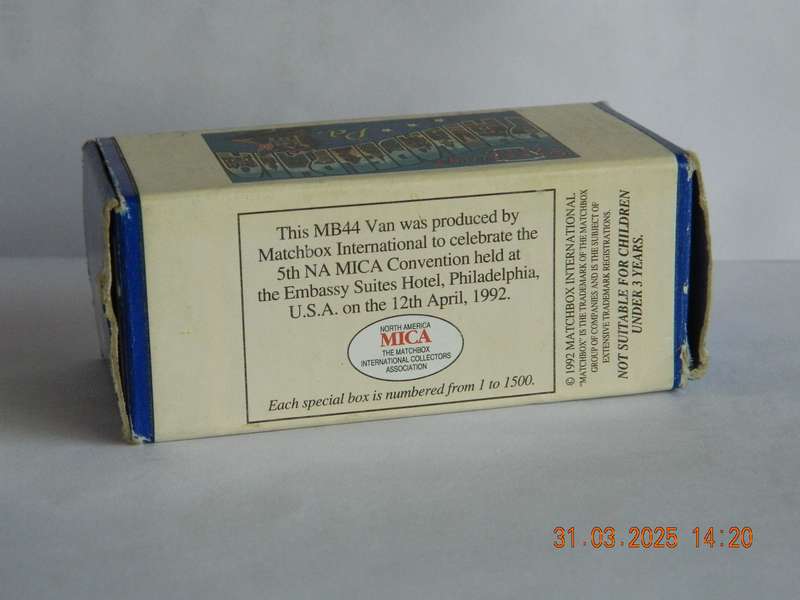 PHILADELPHIA
Pa.
This MB44 Van was produced by
Matchbox International to celebrate the
5th NA MICA Convention held at
the Embassy Suites Hotel, Philadelphia,
U.S.A. on the 12th April, 1992.
NORTH AMERICA
MICA
THE MATCHBOX
INTERNATIONAL COLLECTORS
ASSOCIATION
Each special box is numbered from 1 to 1500.
© 1992 MATCHBOX INTERNATIONAL.
"MATCHBOX" IS THE TRADEMARK OF THE MATCHBOX
GROUP OF COMPANIES AND IS THE SUBJECT OF
EXTENSIVE TRADEMARK REGISTRATIONS.
NOT SUITABLE FOR CHILDREN
UNDER 3 YEARS.
31.03.2025 14:20